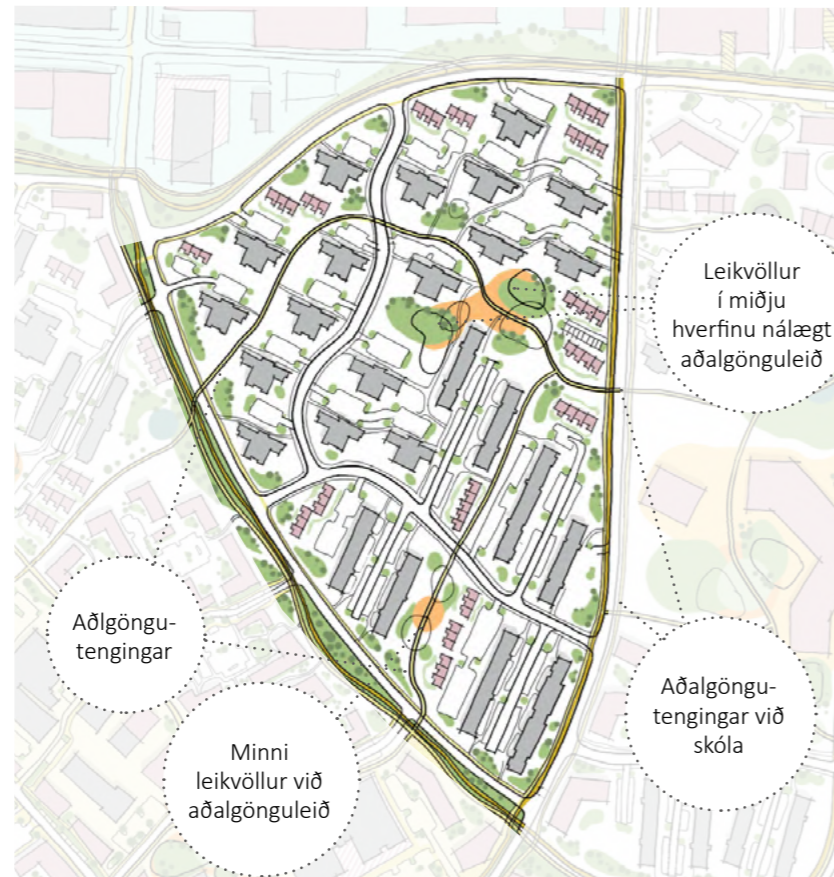 Leikvöllur
í miðju
hverfinu nálægt
aðalgönguleið
Aðlgöngu-
tengingar
Aðalgöngu-
tengingar við
skóla
Minni
leikvöllur við
aðalgönguleið